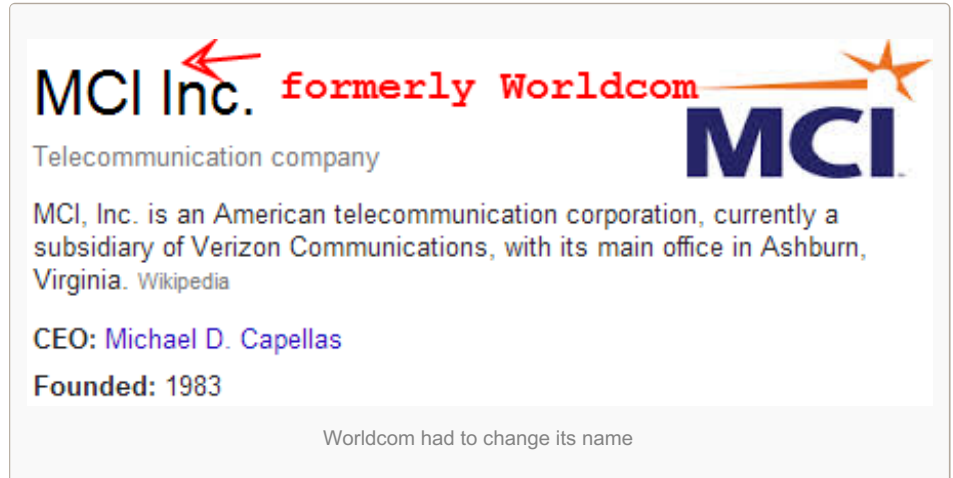 MCI Inc. formerly Worldcom
MCI
Telecommunication company
MCI, Inc. is an American telecommunication corporation, currently a
subsidiary of Verizon Communications, with its main office in Ashburn,
Virginia. Wikipedia
CEO: Michael D. Capellas
Founded: 1983
Worldcom had to change its name